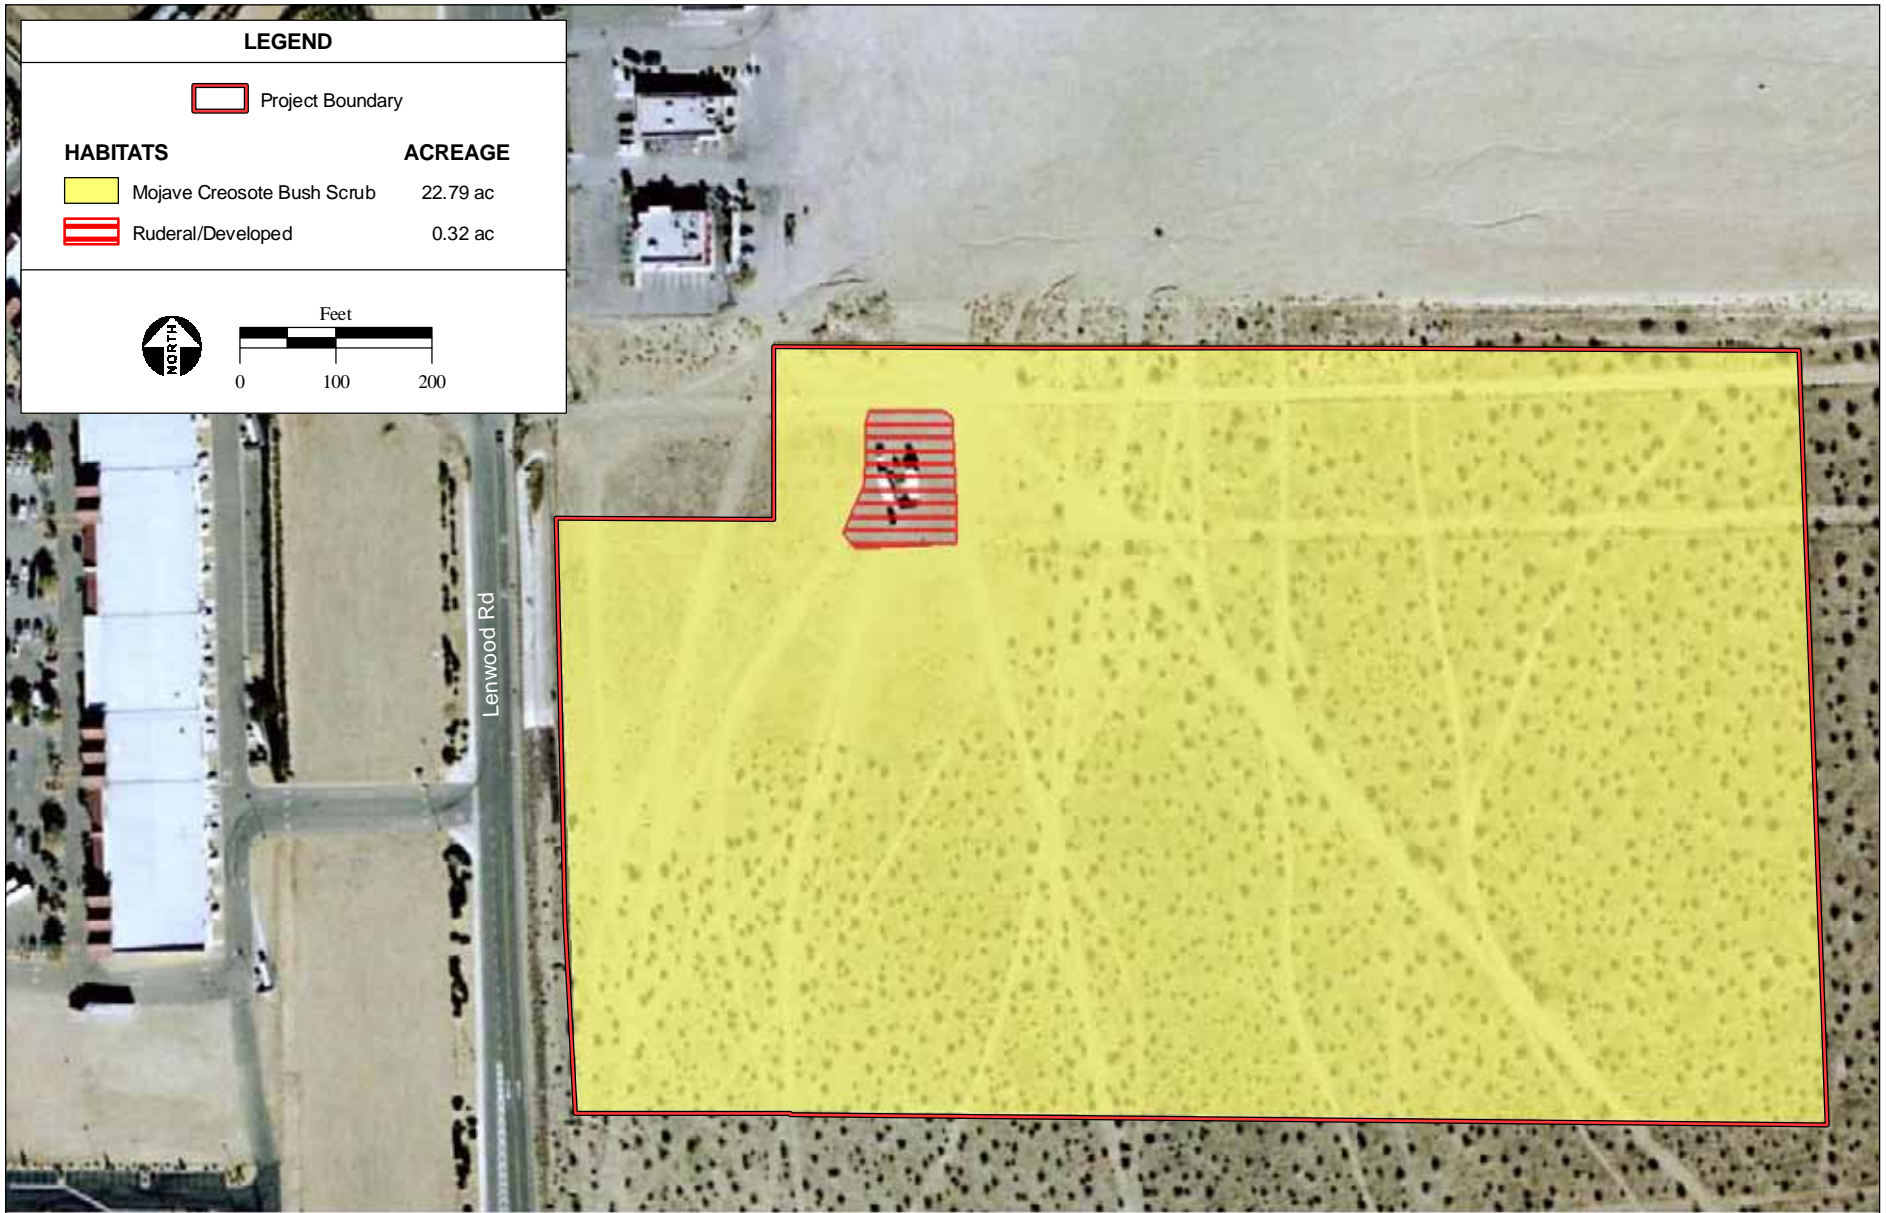 LEGEND
Project Boundary
HABITATS ACREAGE
Mojave Creosote Bush Scrub 22.79 ac
Ruderal/Developed 0.32 ac
NORTH
Feet
0 100 200
Lenwood Rd